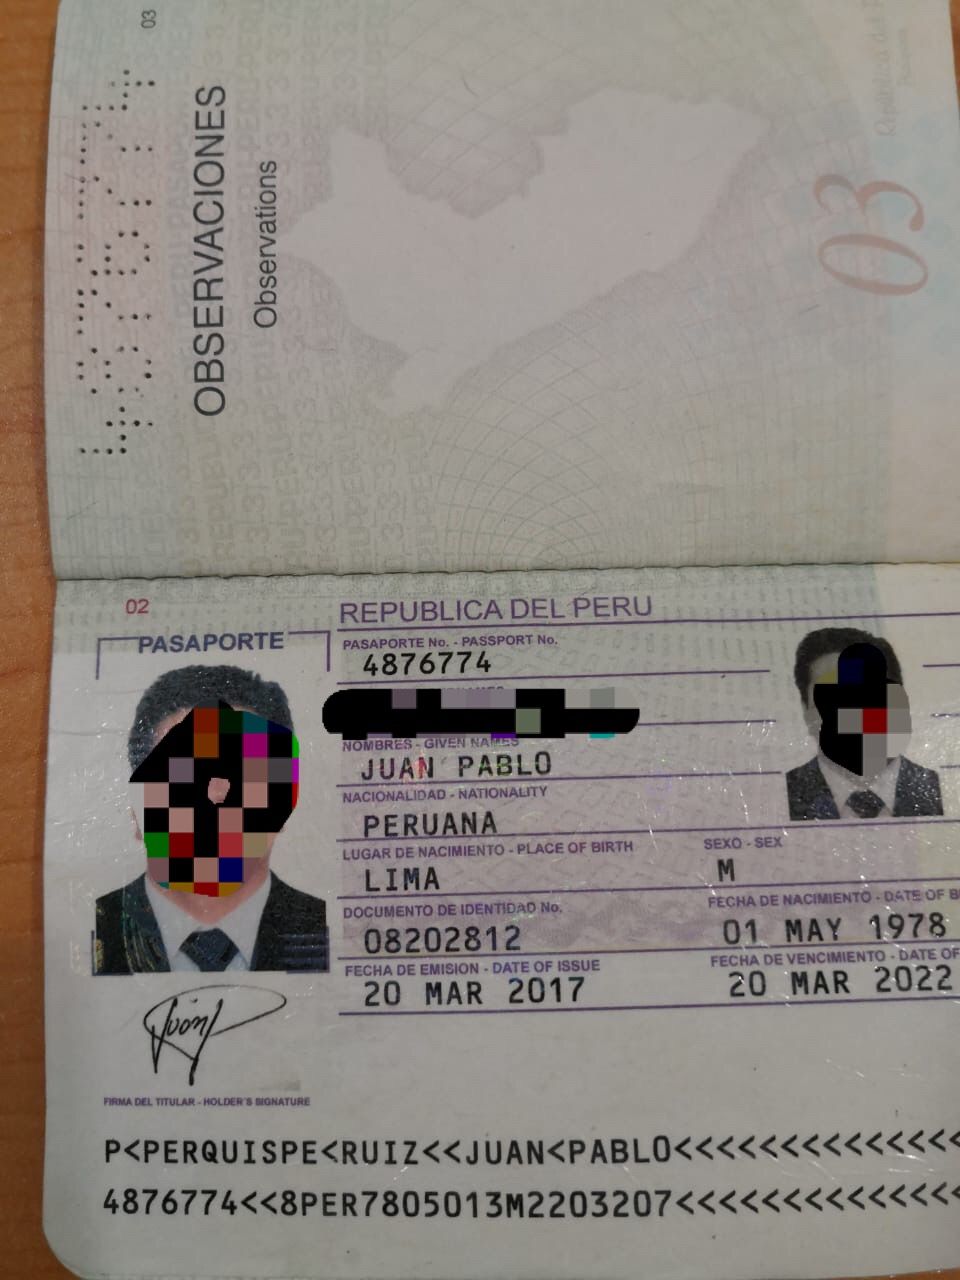 03
OBSERVACIONES
Observations
03
02
REPUBLICA DEL PERU
PASAPORTE
PASAPORTE No. - PASSPORT No.
4876774
NOMBRES - GIVEN NAMES
JUAN PABLO
NACIONALIDAD - NATIONALITY
PERUANA
LUGAR DE NACIMIENTO - PLACE OF BIRTH
SEXO - SEX
LIMA
M
DOCUMENTO DE IDENTIDAD No.
FECHA DE NACIMIENTO - DATE OF B
08202812
01 MAY 1978
FECHA DE EMISION - DATE OF ISSUE
FECHA DE VENCIMIENTO - DATE OF
20 MAR 2017
20 MAR 2022
Juan
FIRMA DEL TITULAR - HOLDER'S SIGNATURE
P<PERQUISPE<RUIZ<<JUAN<PABLO<<<<<<<<<<<<<<
4876774<<8PER7805013M2203207<<<<<<<<<<<<<<